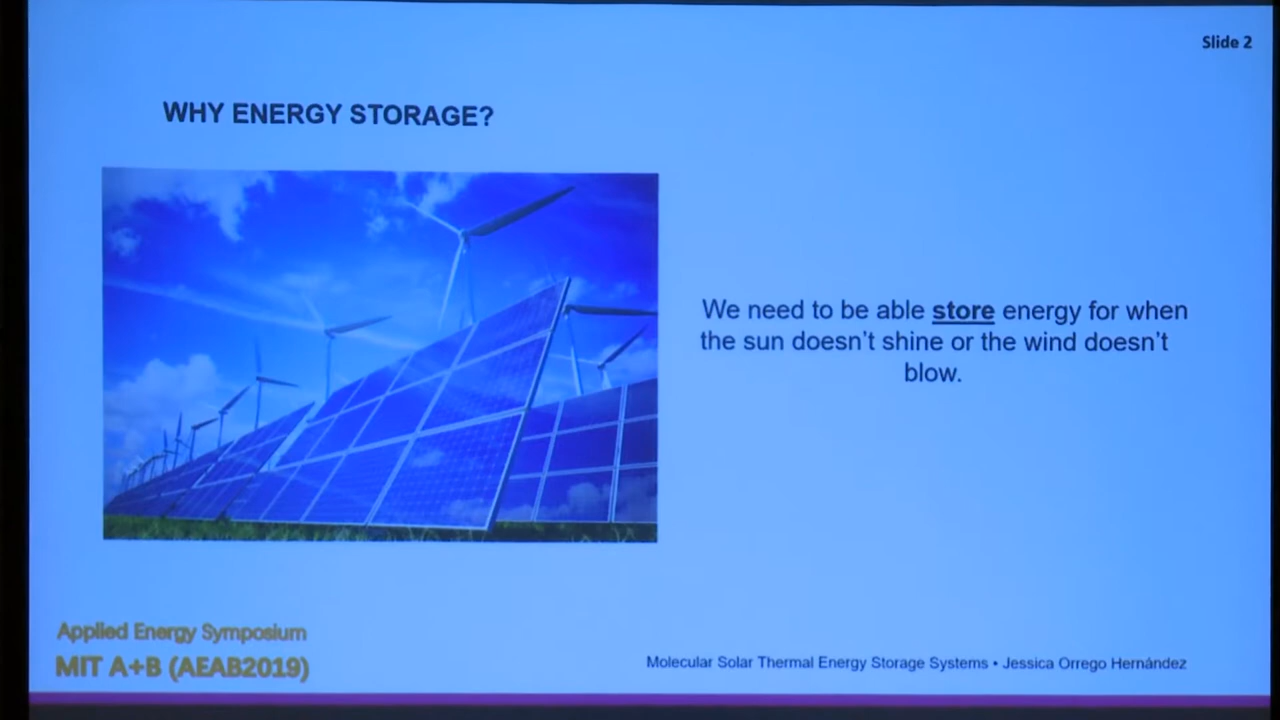 Slide 2
WHY ENERGY STORAGE?
We need to be able store energy for when
the sun doesn't shine or the wind doesn't
blow.
Applied Energy Symposium
MIT A+B (AEAB2019)
Molecular Solar Thermal Energy Storage Systems • Jessica Orrego Hernández